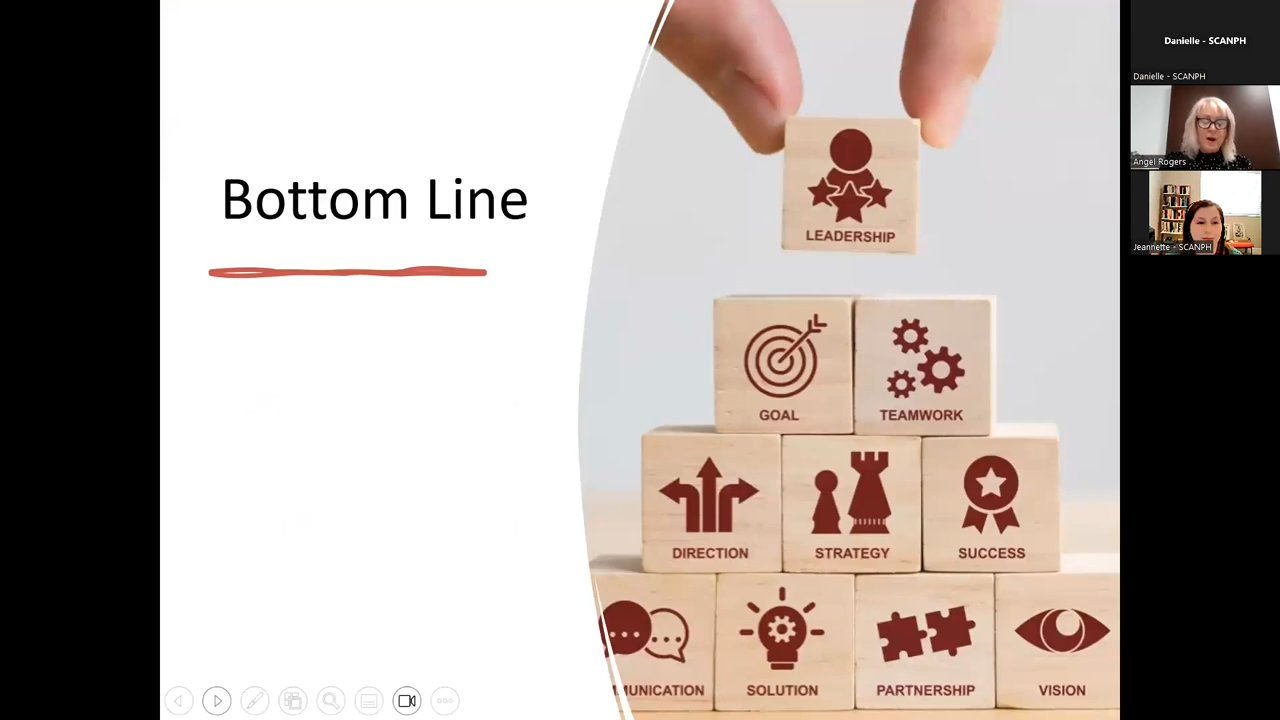 Bottom Line
LEADERSHIP
GOAL TEAMWORK
DIRECTION STRATEGY SUCCESS
MUNICATION SOLUTION PARTNERSHIP VISION
Danielle - SCANPH
Danielle - SCANPH
Angel Rogers
Jeannette - SCANPH